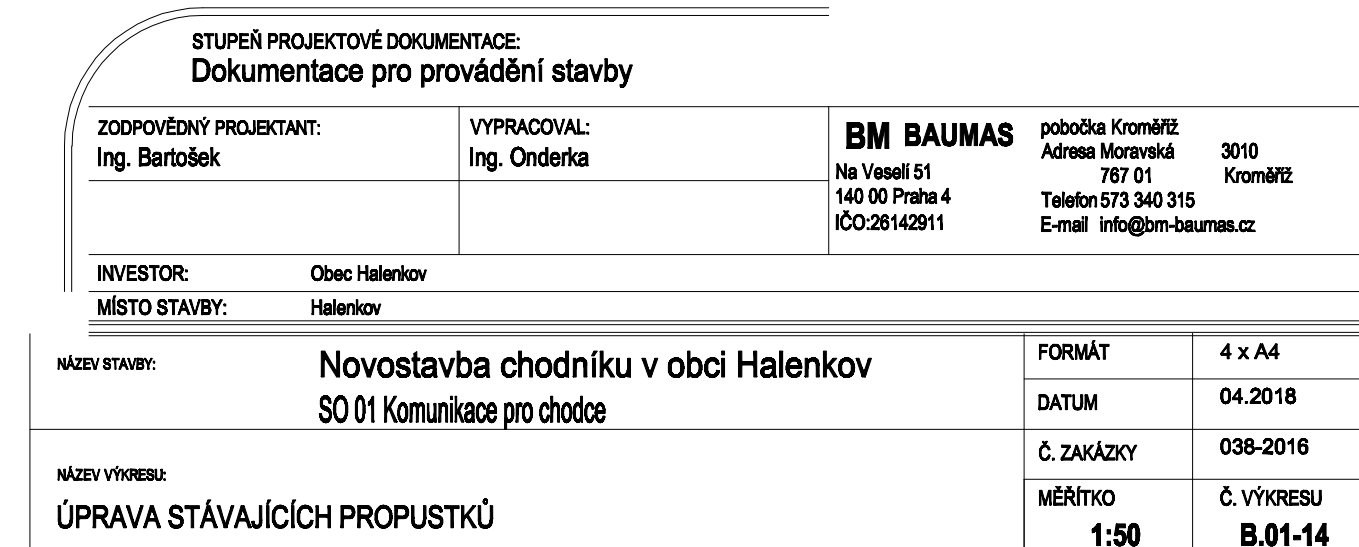 STUPEŇ PROJEKTOVÉ DOKUMENTACE:
Dokumentace pro provádění stavby
ZODPOVĚDNÝ PROJEKTANT:
Ing. Bartošek
VYPRACOVAL:
Ing. Onderka
BM BAUMAS
Na Veselí 51
140 00 Praha 4
IČO:26142911
pobočka Kroměříž
Adresa Moravská 3010
767 01 Kroměříž
Telefon 573 340 315
E-mail info@bm-baumas.cz
INVESTOR: Obec Halenkov
MÍSTO STAVBY: Halenkov
NÁZEV STAVBY: Novostavba chodníku v obci Halenkov
SO 01 Komunikace pro chodce
FORMÁT 4 x A4
DATUM 04.2018
Č. ZAKÁZKY 038-2016
NÁZEV VÝKRESU:
ÚPRAVA STÁVAJÍCÍCH PROPUSTKŮ
MĚŘÍTKO
1:50
Č. VÝKRESU
B.01-14